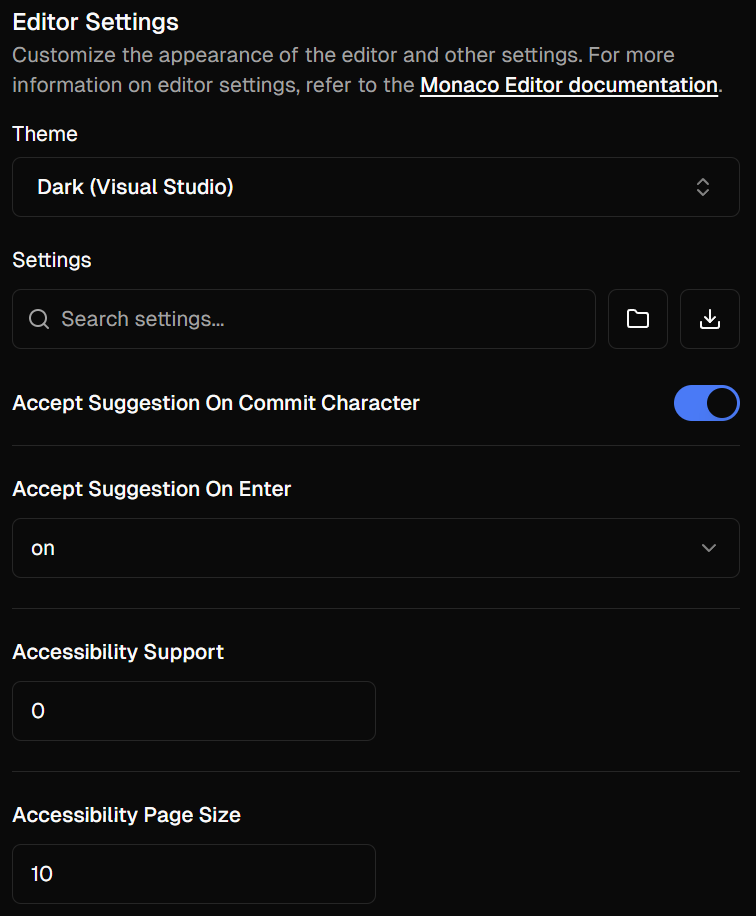 Editor Settings
Customize the appearance of the editor and other settings. For more
information on editor settings, refer to the Monaco Editor documentation.
Theme
Dark (Visual Studio)
Settings
Search settings...
Accept Suggestion On Commit Character
Accept Suggestion On Enter
on
Accessibility Support
0
Accessibility Page Size
10